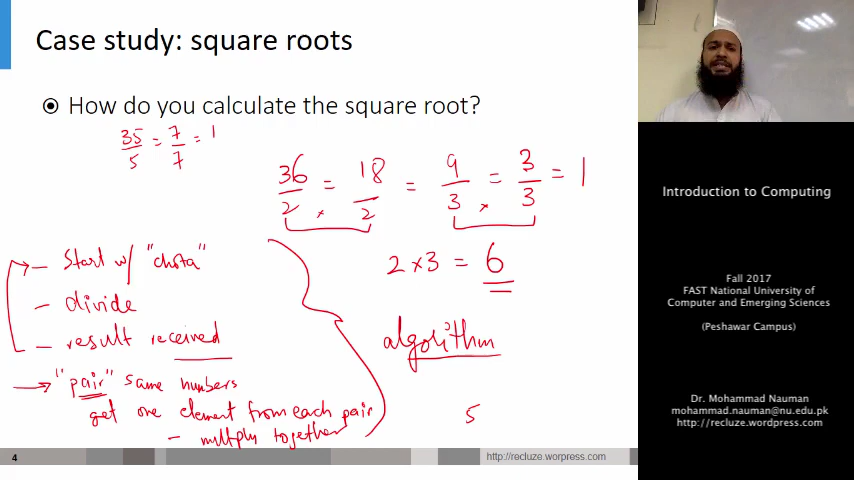 Case study: square roots
How do you calculate the square root?
35/5 = 7/7 = 1
36/2 × = 18/2 = 9/3 × = 3/3 = 1
2 × 3 = 6
– Start w/ "chota"
– divide
– result received
"pair" same numbers
get one element from each pair
– multiply together
algorithm
5
4
http://recluze.worpress.com
Introduction to Computing
Fall 2017
FAST National University of
Computer and Emerging Sciences
(Peshawar Campus)
Dr. Mohammad Nauman
mohammad.nauman@nu.edu.pk
http://recluze.wordpress.com